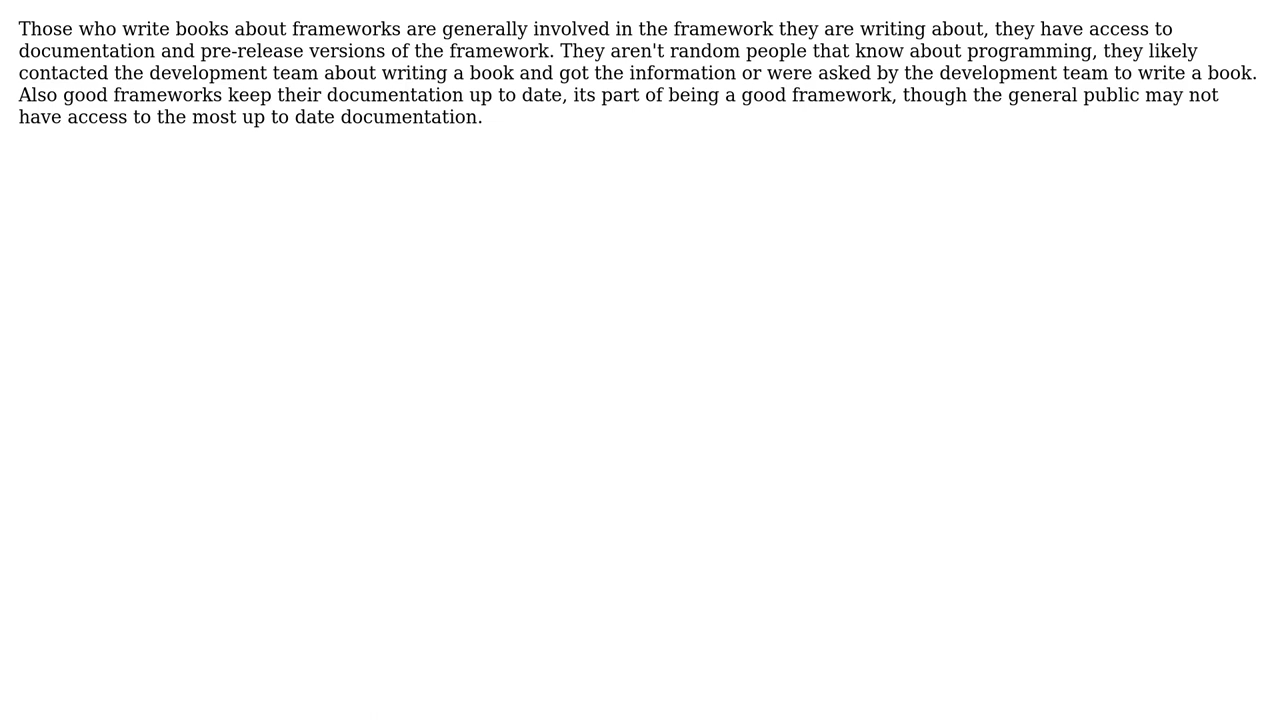 Those who write books about frameworks are generally involved in the framework they are writing about, they have access to
documentation and pre-release versions of the framework. They aren't random people that know about programming, they likely
contacted the development team about writing a book and got the information or were asked by the development team to write a book.
Also good frameworks keep their documentation up to date, its part of being a good framework, though the general public may not
have access to the most up to date documentation.